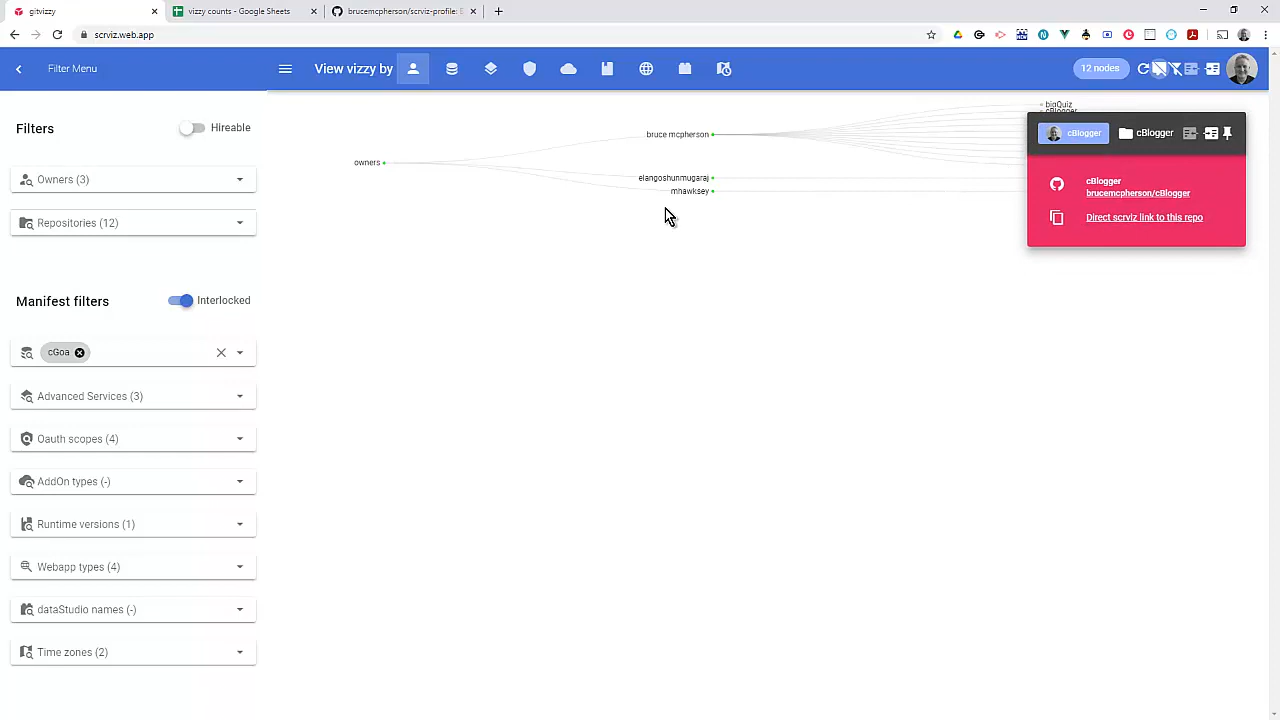 gitvizzy
vizzy counts - Google Sheets
brucemcpherson/scrviz-profile: E
scrviz.web.app
Filter Menu
View vizzy by
12 nodes
Filters
Hireable
Owners (3)
Repositories (12)
Manifest filters
Interlocked
cGoa
Advanced Services (3)
Oauth scopes (4)
AddOn types (-)
Runtime versions (1)
Webapp types (4)
dataStudio names (-)
Time zones (2)
owners
bruce mcpherson
elangoshunmugaraj
mhawksey
bigQuiz
cBlogger
cBlogger
cBlogger
cBlogger
brucemcpherson/cBlogger
Direct scrviz link to this repo